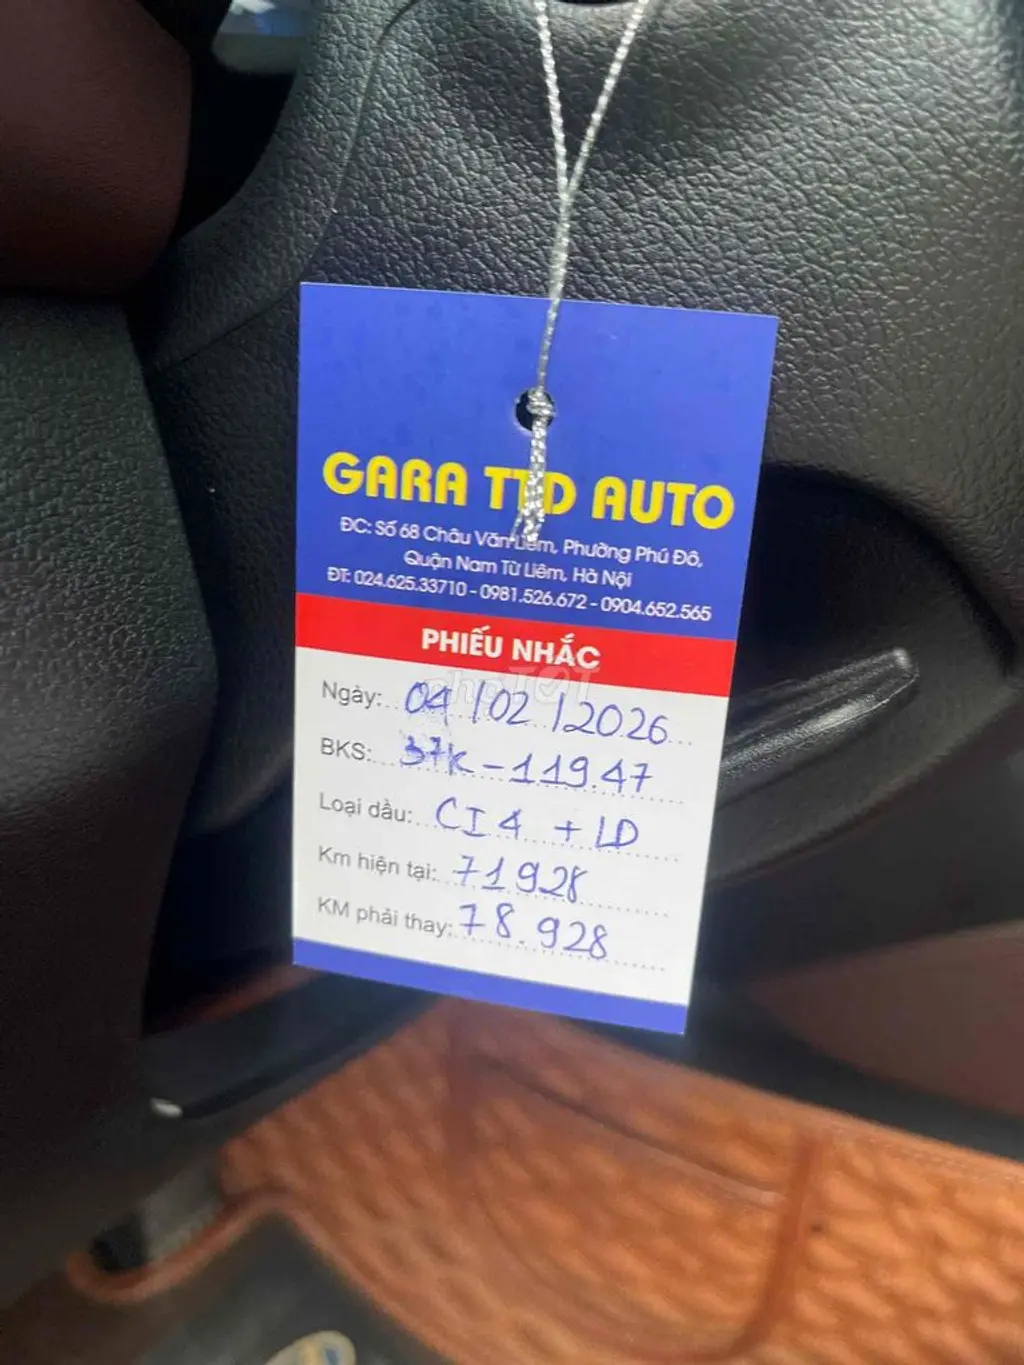 GARA TTD AUTO
ĐC: Số 68 Châu Văn Liêm, Phường Phú Đô,
Quận Nam Từ Liêm, Hà Nội
ĐT: 024.625.33710 - 0981.526.672 - 0904.652.565
PHIẾU NHẮC
chợTỐT
Ngày: 04/02/2026
BKS: 37K-119.47
Loại dầu: CI4 + LD
Km hiện tại: 71928
KM phải thay: 78.928